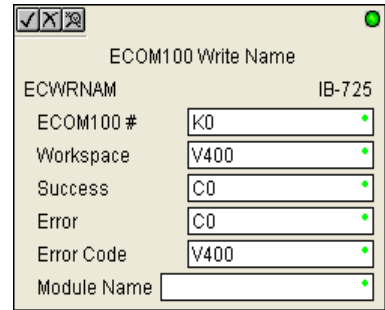 ECOM100 Write Name
ECWRNAM IB-725
ECOM100 # K0
Workspace V400
Success C0
Error C0
Error Code V400
Module Name